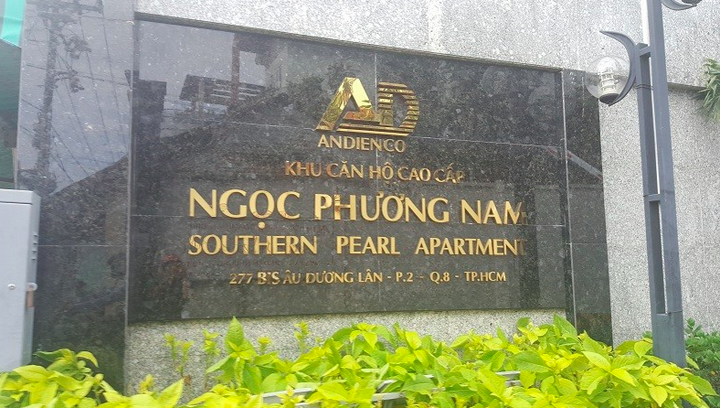 AD
ANDIENCO
KHU CĂN HỘ CAO CẤP
NGỌC PHƯƠNG NAM
SOUTHERN PEARL APARTMENT
277 BIS ÂU DƯƠNG LÂN - P.2 - Q.8 - TP.HCM